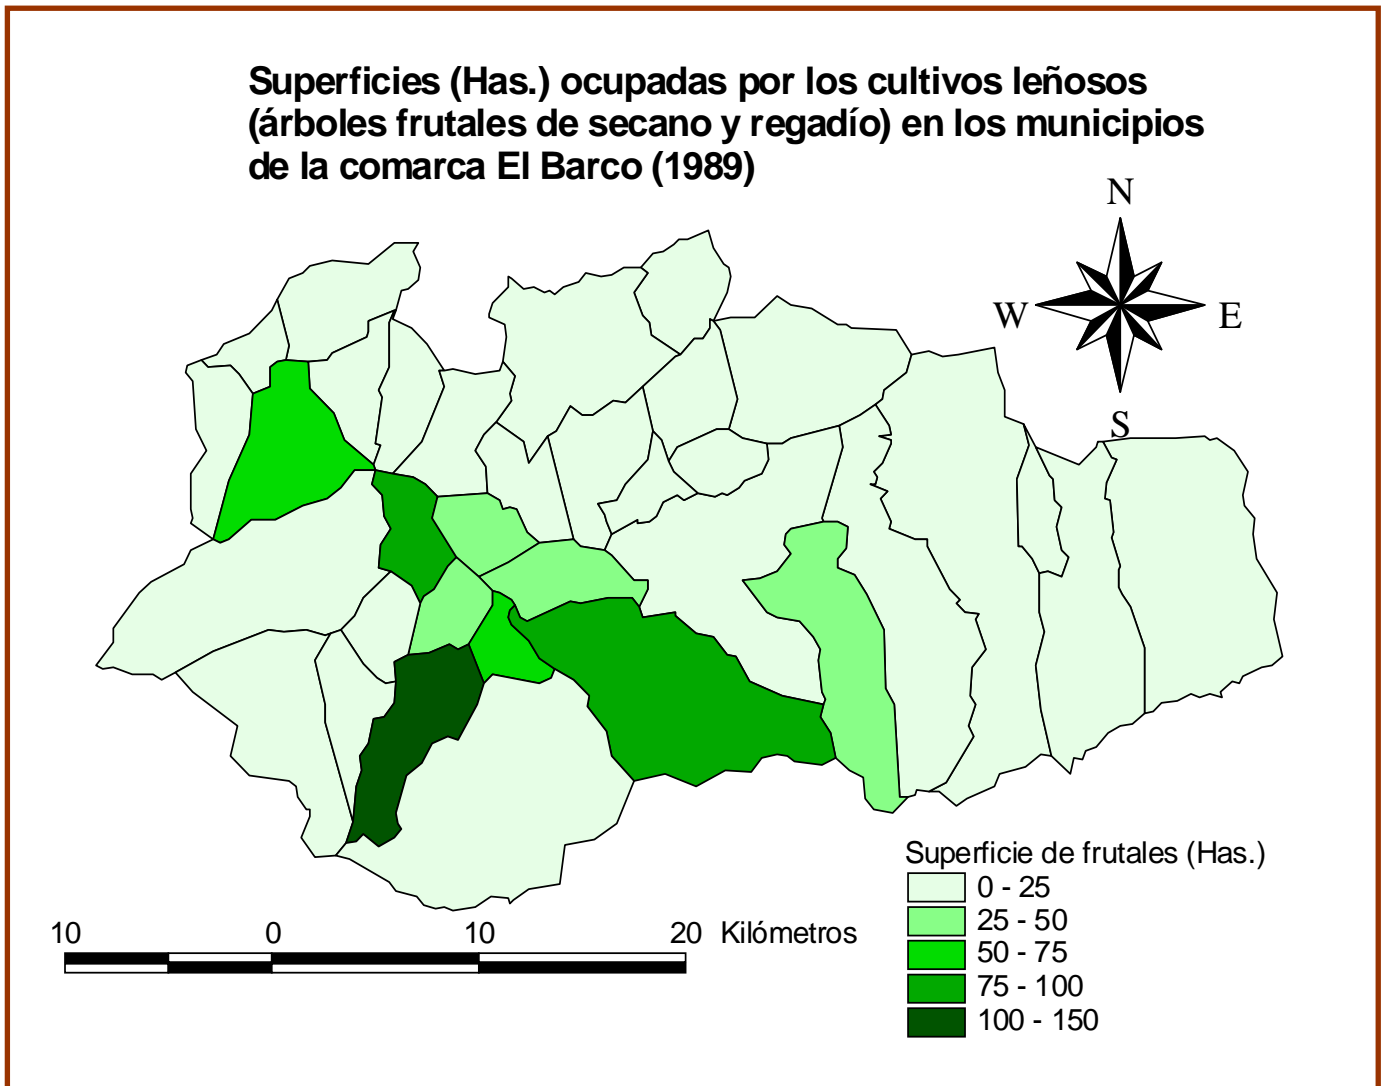 Superficies (Has.) ocupadas por los cultivos leñosos
(árboles frutales de secano y regadío) en los municipios
de la comarca El Barco (1989)
N
W
E
S
Superficie de frutales (Has.)
0 - 25
25 - 50
50 - 75
75 - 100
100 - 150
10 0 10 20 Kilómetros